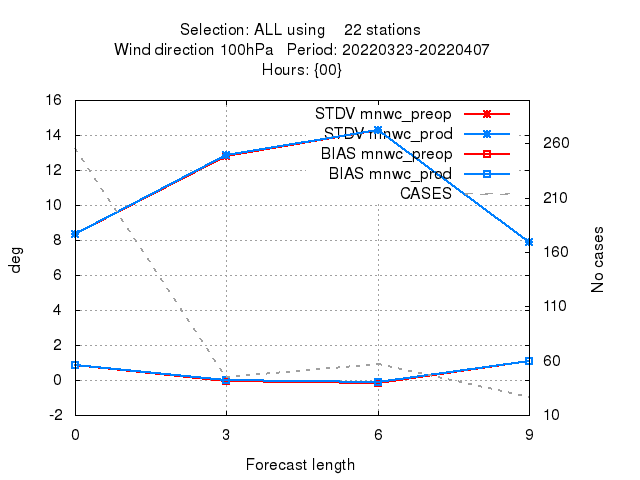 Selection: ALL using    22 stations
Wind direction 100hPa   Period: 20220323-20220407
Hours: {00}
STDV mnwc_preop
STDV mnwc_prod
BIAS mnwc_preop
BIAS mnwc_prod
CASES
16
14
12
10
8
6
4
2
0
-2
deg
260
210
160
110
60
10
No cases
0 3 6 9
Forecast length